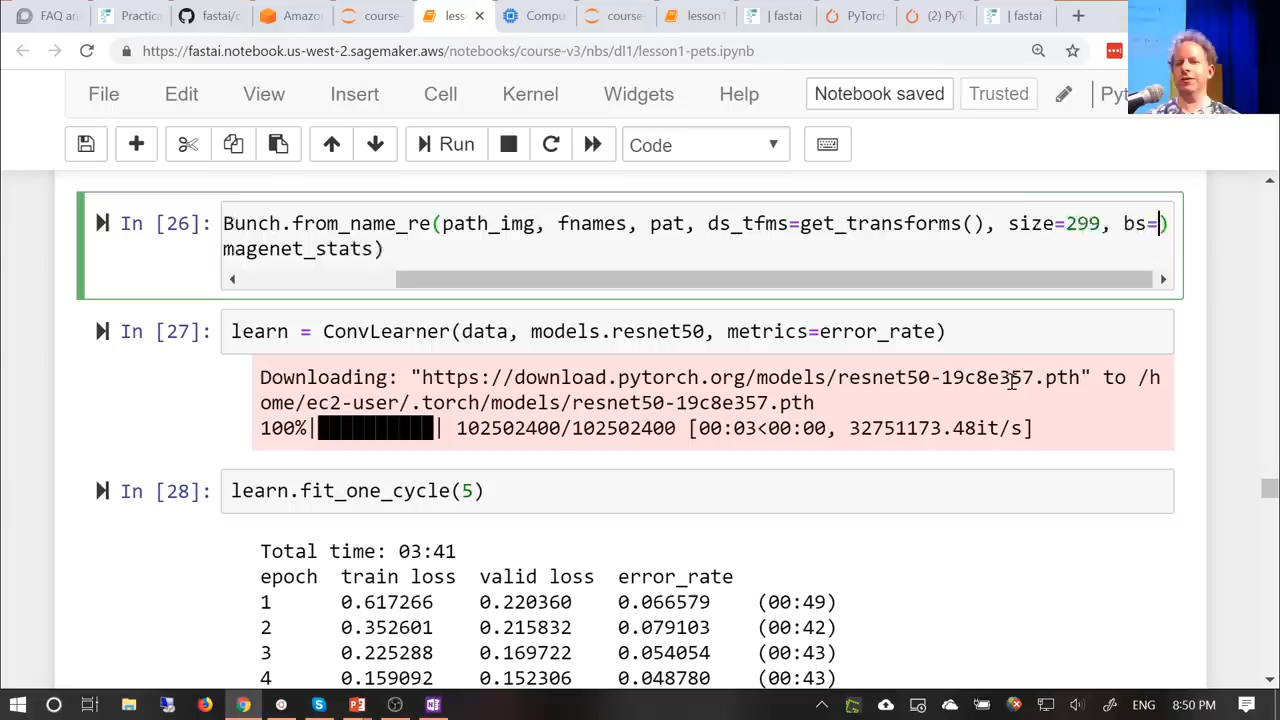 FAQ an
Practica
fastai/c
Amazo
course-
less
Compu
course-
lesson1
| fastai
PyTorch
(2) PyT
| fastai
https://fastai.notebook.us-west-2.sagemaker.aws/notebooks/course-v3/nbs/dl1/lesson1-pets.ipynb
File Edit View Insert Cell Kernel Widgets Help Notebook saved Trusted Pyt
Run Code
In [26]: Bunch.from_name_re(path_img, fnames, pat, ds_tfms=get_transforms(), size=299, bs=)
magenet_stats)
In [27]: learn = ConvLearner(data, models.resnet50, metrics=error_rate)
Downloading: "https://download.pytorch.org/models/resnet50-19c8e357.pth" to /h
ome/ec2-user/.torch/models/resnet50-19c8e357.pth
100%|██████████| 102502400/102502400 [00:03<00:00, 32751173.48it/s]
In [28]: learn.fit_one_cycle(5)
Total time: 03:41
epoch train loss valid loss error_rate
1 0.617266 0.220360 0.066579 (00:49)
2 0.352601 0.215832 0.079103 (00:42)
3 0.225288 0.169722 0.054054 (00:43)
4 0.159092 0.152306 0.048780 (00:43)
ENG 8:50 PM